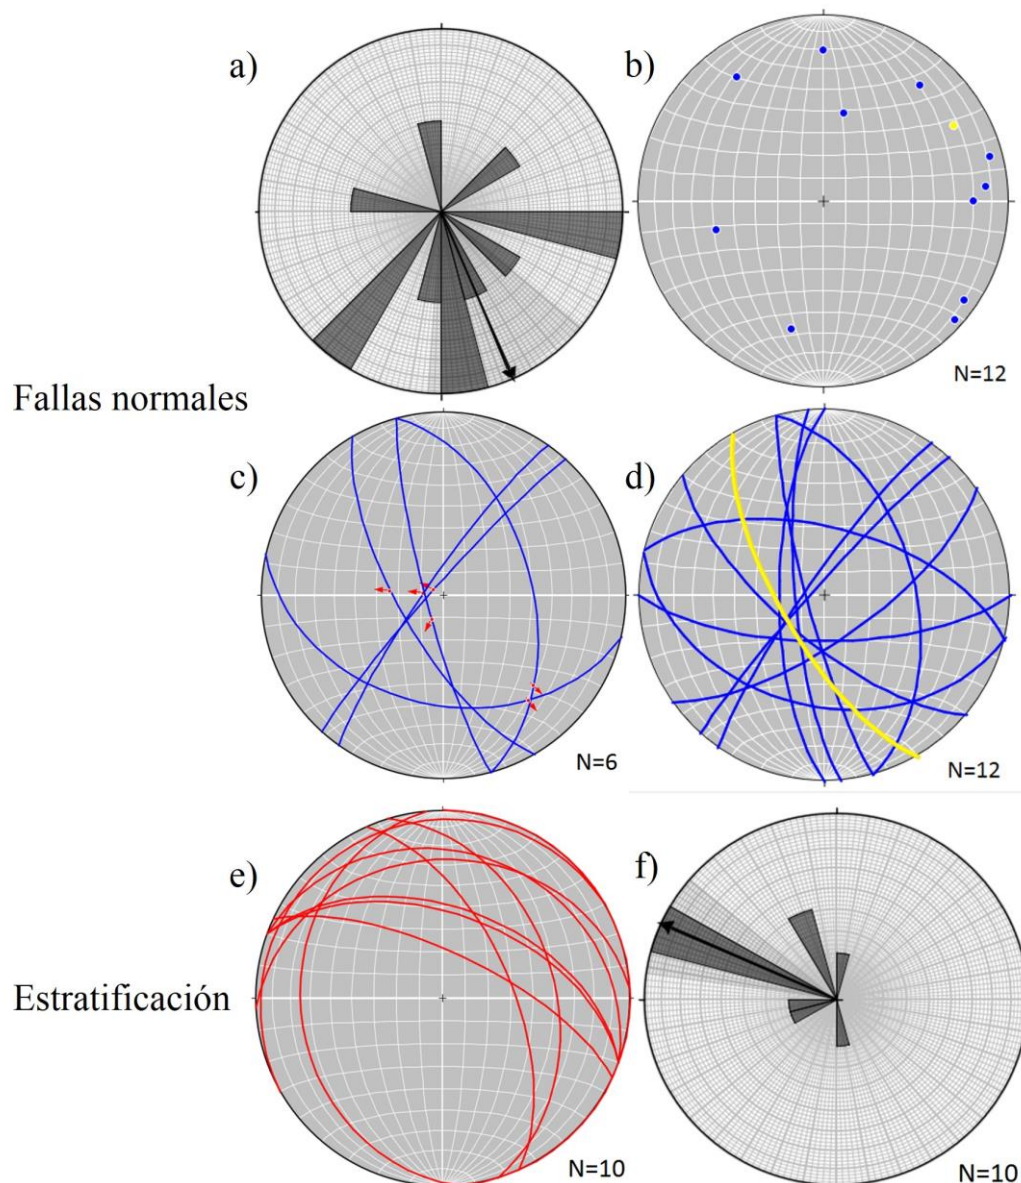 a)
b)
N=12
Fallas normales
c)
d)
N=6
N=12
e)
f)
Estratificación
N=10
N=10